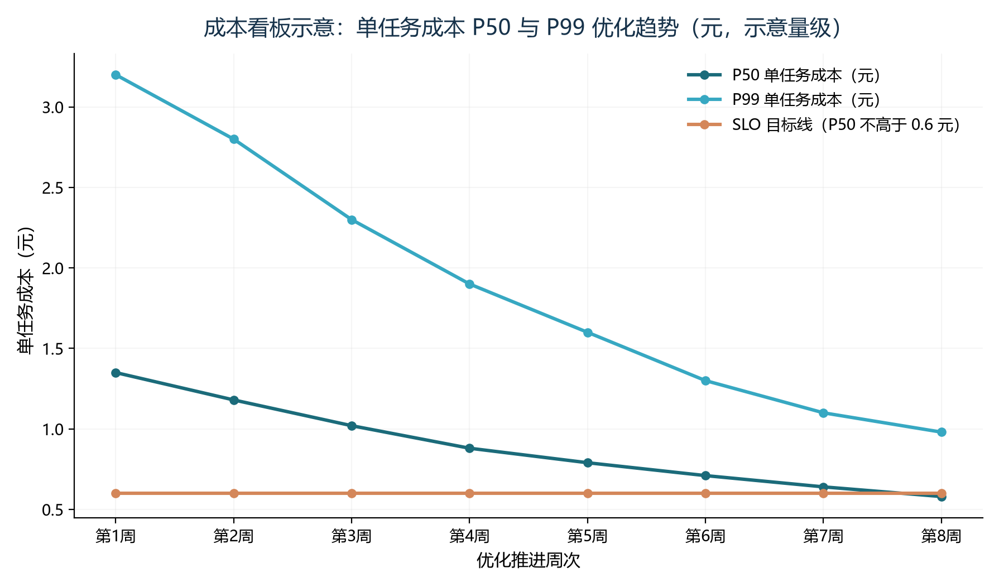 成本看板示意：单任务成本 P50 与 P99 优化趋势（元，示意量级）
P50 单任务成本（元）
P99 单任务成本（元）
SLO 目标线（P50 不高于 0.6 元）
单任务成本（元）
3.0
2.5
2.0
1.5
1.0
0.5
第1周 第2周 第3周 第4周 第5周 第6周 第7周 第8周
优化推进周次